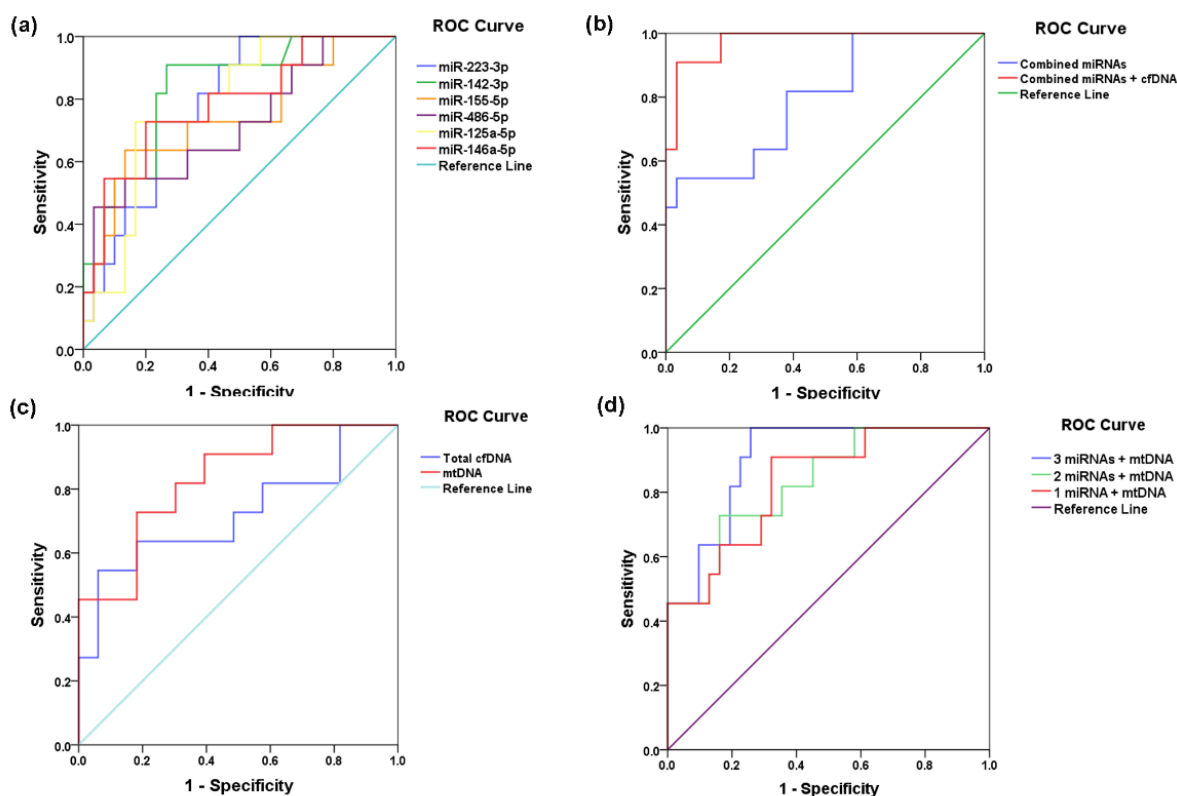 (a)
ROC Curve
1.0
0.8
0.6
0.4
0.2
0.0
Sensitivity
0.0 0.2 0.4 0.6 0.8 1.0
1 - Specificity
miR-223-3p
miR-142-3p
miR-155-5p
miR-486-5p
miR-125a-5p
miR-146a-5p
Reference Line
(b)
ROC Curve
1.0
0.8
0.6
0.4
0.2
0.0
Sensitivity
0.0 0.2 0.4 0.6 0.8 1.0
1 - Specificity
Combined miRNAs
Combined miRNAs + cfDNA
Reference Line
(c)
ROC Curve
1.0
0.8
0.6
0.4
0.2
0.0
Sensitivity
0.0 0.2 0.4 0.6 0.8 1.0
1 - Specificity
Total cfDNA
mtDNA
Reference Line
(d)
ROC Curve
1.0
0.8
0.6
0.4
0.2
0.0
Sensitivity
0.0 0.2 0.4 0.6 0.8 1.0
1 - Specificity
3 miRNAs + mtDNA
2 miRNAs + mtDNA
1 miRNA + mtDNA
Reference Line